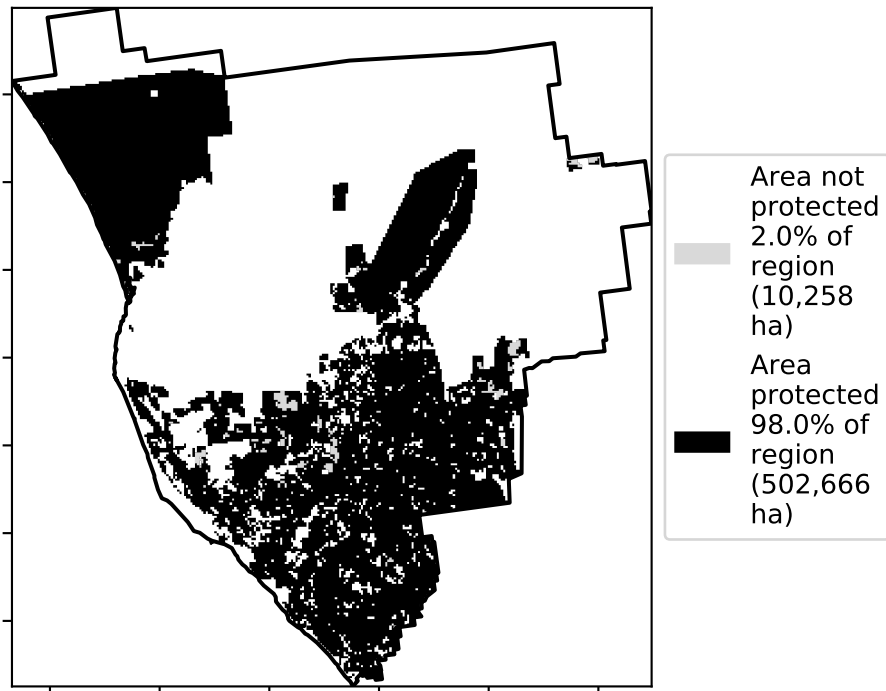 Area not
protected
2.0% of
region
(10,258
ha)
Area
protected
98.0% of
region
(502,666
ha)